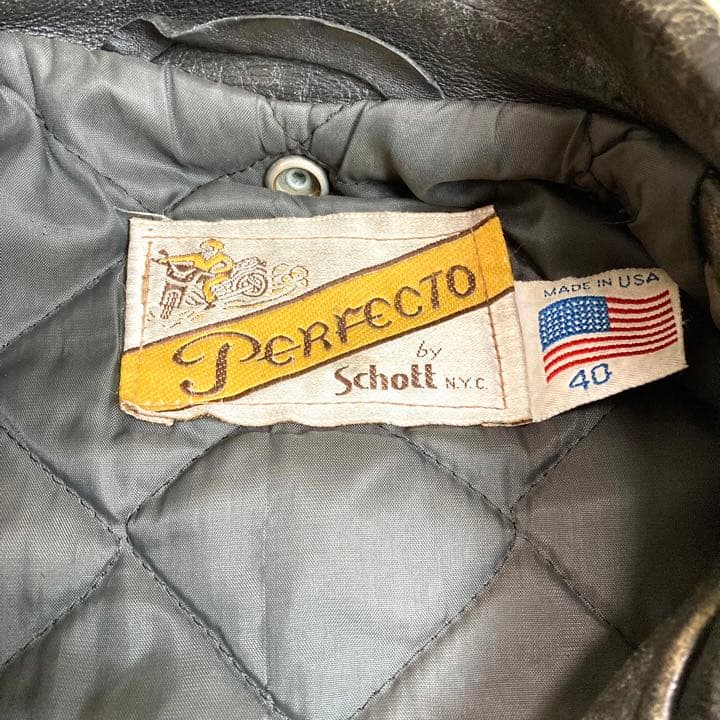 PERFECTO
by
Schott N.Y.C.
MADE IN USA
40